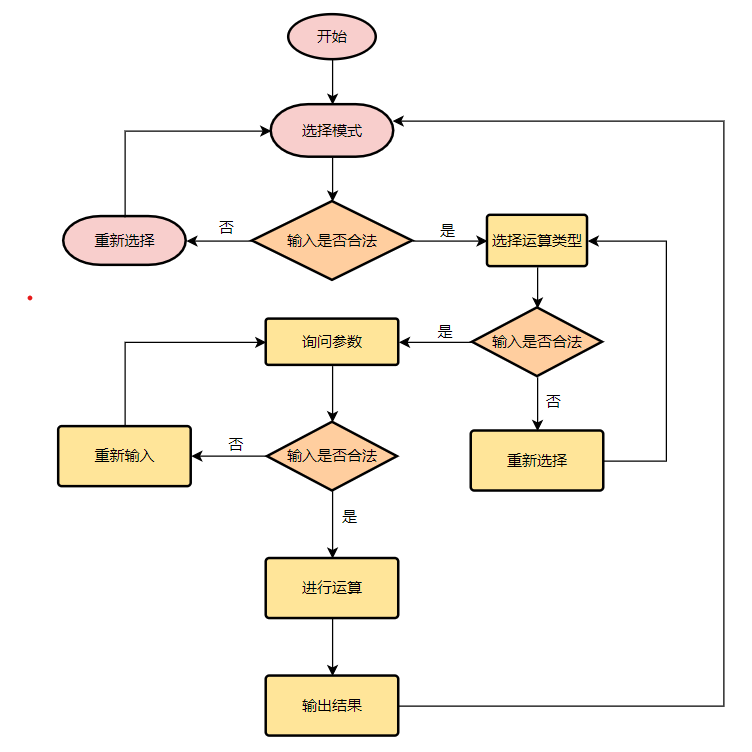 开始
选择模式
否
是
重新选择
输入是否合法
选择运算类型
是
询问参数
输入是否合法
否
否
重新输入
输入是否合法
重新选择
是
进行运算
输出结果